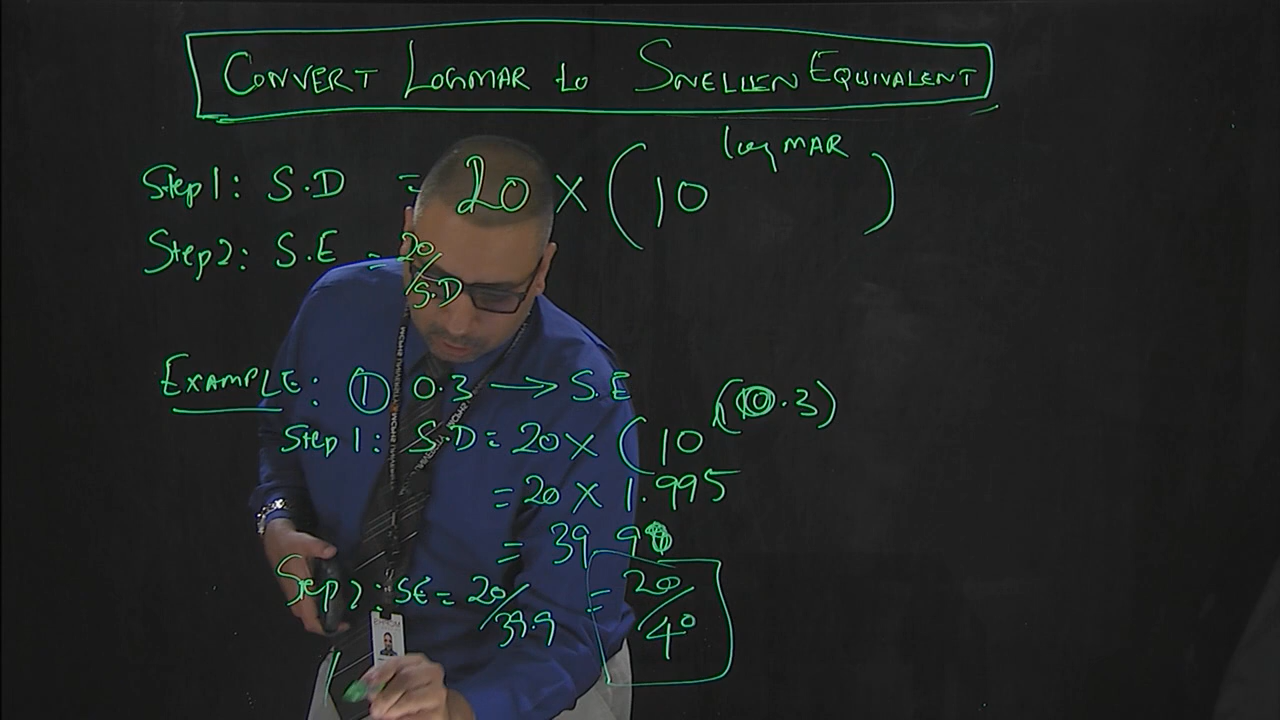 CONVERT LOGMAR to SNELLEN EQUIVALENT
Step 1: S.D = 20 × (10^logMAR)
Step 2: S.E = 20/S.D
EXAMPLE: ① 0.3 → S.E
Step 1: S.D = 20 × (10^(0.3)
= 20 × 1.995
= 39.9
Step 2: SE = 20/39.9 = 20/40